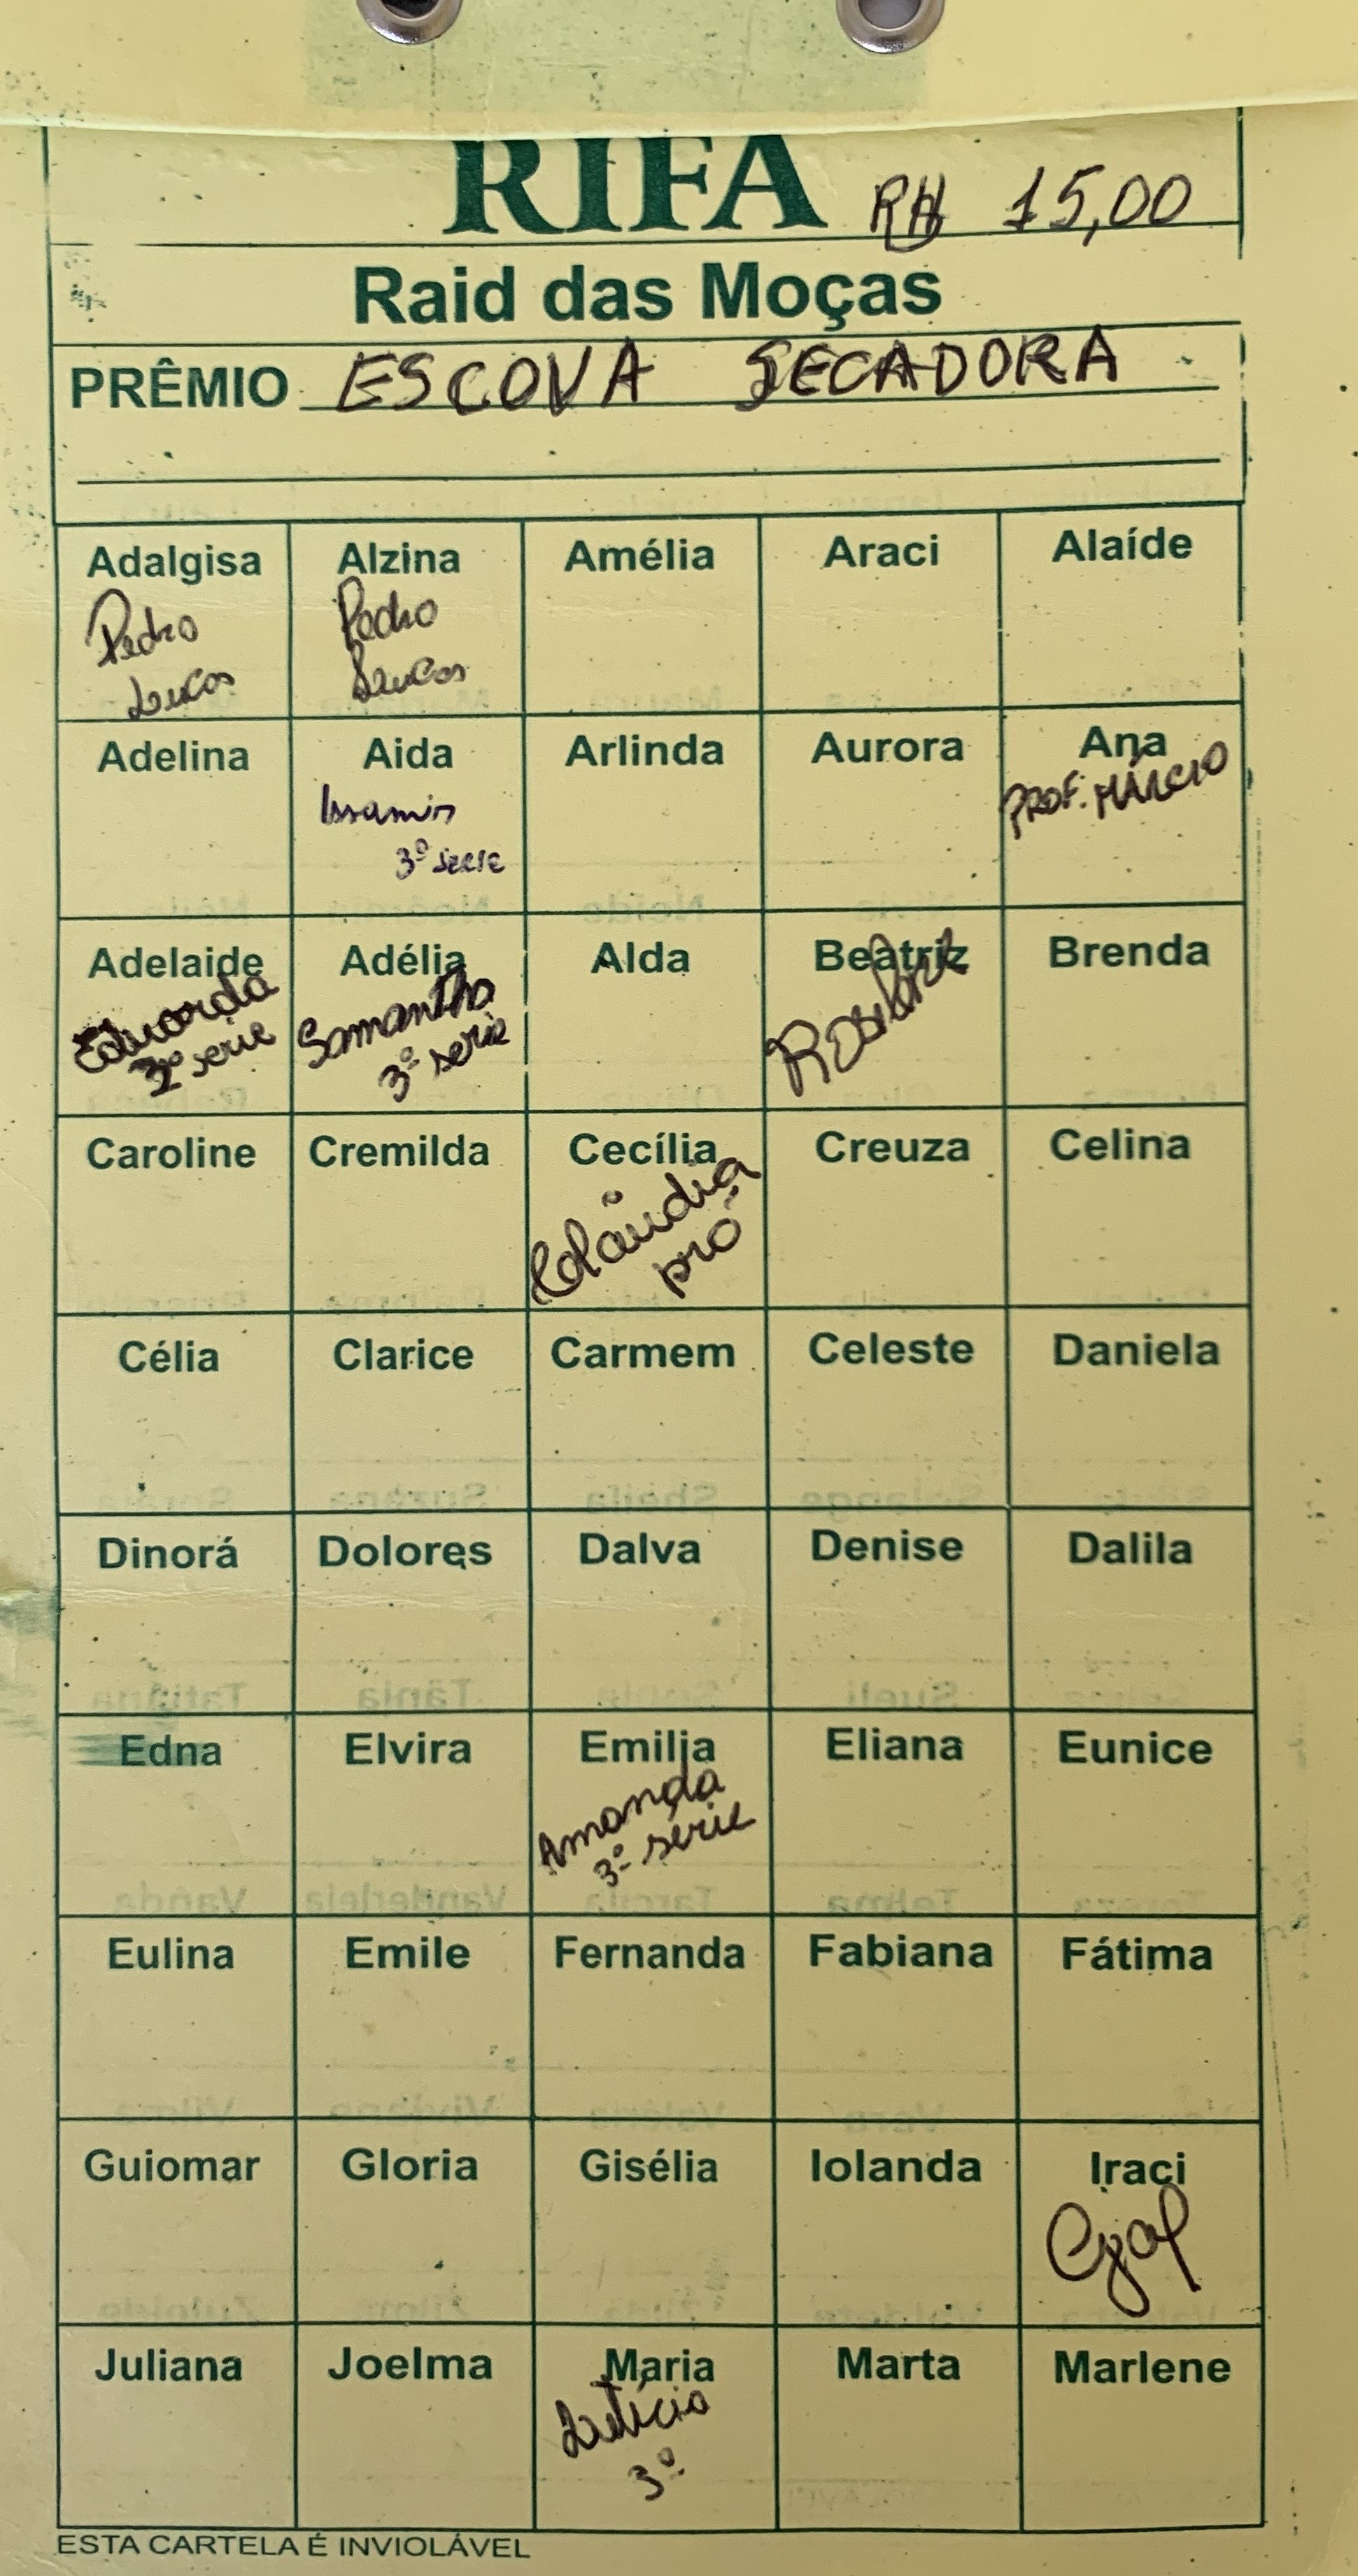 RIFA R$ 15,00
Raid das Moças
PRÊMIO ESCOVA SECADORA
Adalgisa Alzina Amélia Araci Alaíde
Pedro Pedro
Lucas Lucas
Adelina Aida Arlinda Aurora Ana
PROF. MÁRCIO
3º serie
Adelaide Adélia Alda Beatriz Brenda
Eduarda Samantha
3º serie 3º serie
Caroline Cremilda Cecília Creuza Celina
Cláudia
pró
Célia Clarice Carmem Celeste Daniela
Dinorá Dolores Dalva Denise Dalila
Edna Elvira Emilia Eliana Eunice
Amanda
3º série
Eulina Emile Fernanda Fabiana Fátima
Guiomar Gloria Gisélia Iolanda Iraci
Juliana Joelma Maria Marta Marlene
Letícia
3º
ESTA CARTELA É INVIOLÁVEL